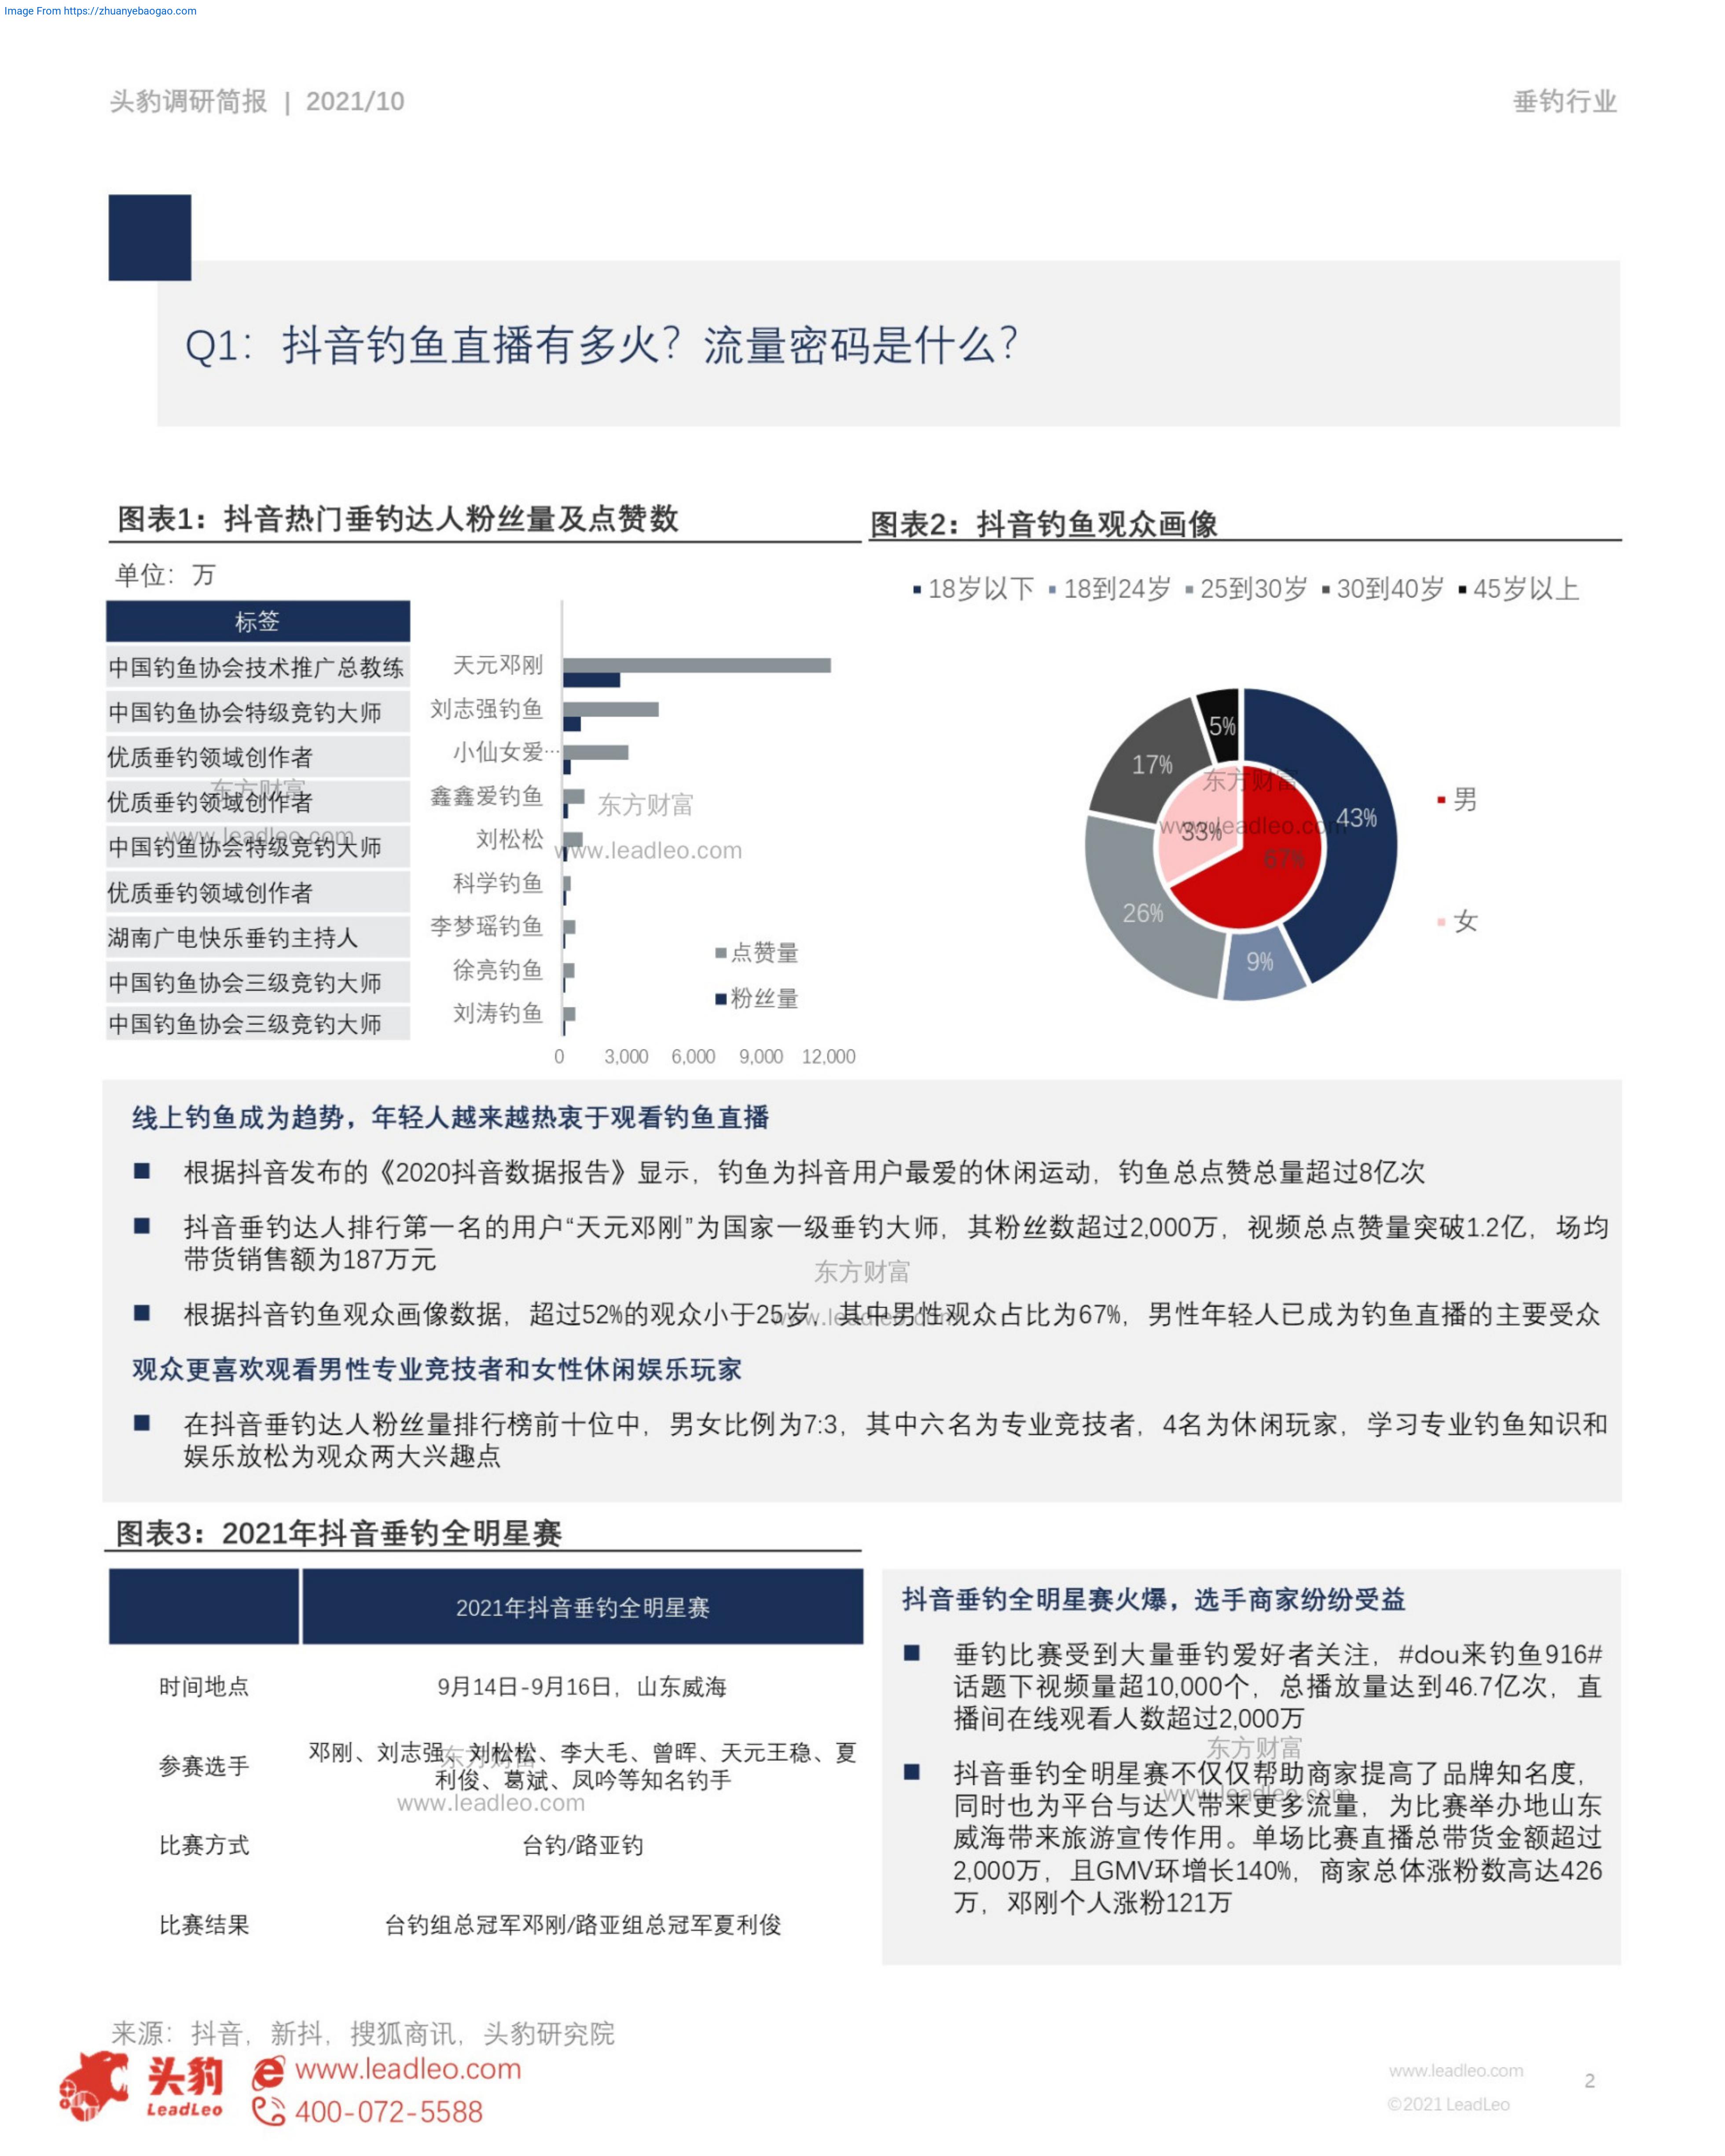 Image From https://zhuanyebaogao.com
头豹调研简报 | 2021/10
垂钓行业
Q1：抖音钓鱼直播有多火？流量密码是什么？
图表1：抖音热门垂钓达人粉丝量及点赞数
单位：万
标签
中国钓鱼协会技术推广总教练
中国钓鱼协会特级竞钓大师
优质垂钓领域创作者
优质垂钓领域创作者
中国钓鱼协会特级竞钓大师
优质垂钓领域创作者
湖南广电快乐垂钓主持人
中国钓鱼协会三级竞钓大师
中国钓鱼协会三级竞钓大师
东方财富
www.leadleo.com
天元邓刚
刘志强钓鱼
小仙女爱…
鑫鑫爱钓鱼
刘松松
科学钓鱼
李梦瑶钓鱼
徐亮钓鱼
刘涛钓鱼
东方财富
www.leadleo.com
点赞量
粉丝量
0 3,000 6,000 9,000 12,000
图表2：抖音钓鱼观众画像
18岁以下 18到24岁 25到30岁 30到40岁 45岁以上
5%
17%
43%
33%
67%
26%
9%
东方财富
www.leadleo.com
男
女
线上钓鱼成为趋势，年轻人越来越热衷于观看钓鱼直播
■ 根据抖音发布的《2020抖音数据报告》显示，钓鱼为抖音用户最爱的休闲运动，钓鱼总点赞总量超过8亿次
■ 抖音垂钓达人排行第一名的用户“天元邓刚”为国家一级垂钓大师，其粉丝数超过2,000万，视频总点赞量突破1.2亿，场均
带货销售额为187万元
东方财富
■ 根据抖音钓鱼观众画像数据，超过52%的观众小于25岁，其中男性观众占比为67%，男性年轻人已成为钓鱼直播的主要受众
www.leadleo.com
观众更喜欢观看男性专业竞技者和女性休闲娱乐玩家
■ 在抖音垂钓达人粉丝量排行榜前十位中，男女比例为7:3，其中六名为专业竞技者，4名为休闲玩家，学习专业钓鱼知识和
娱乐放松为观众两大兴趣点
图表3：2021年抖音垂钓全明星赛
2021年抖音垂钓全明星赛
时间地点 9月14日-9月16日，山东威海
参赛选手 邓刚、刘志强、刘松松、李大毛、曾晖、天元王稳、夏
利俊、葛斌、凤吟等知名钓手
东方财富
www.leadleo.com
比赛方式 台钓/路亚钓
比赛结果 台钓组总冠军邓刚/路亚组总冠军夏利俊
抖音垂钓全明星赛火爆，选手商家纷纷受益
■ 垂钓比赛受到大量垂钓爱好者关注，#dou来钓鱼916#
话题下视频量超10,000个，总播放量达到46.7亿次，直
播间在线观看人数超过2,000万
东方财富
■ 抖音垂钓全明星赛不仅仅帮助商家提高了品牌知名度，
www.leadleo.com
同时也为平台与达人带来更多流量，为比赛举办地山东
威海带来旅游宣传作用。单场比赛直播总带货金额超过
2,000万，且GMV环增长140%，商家总体涨粉数高达426
万，邓刚个人涨粉121万
来源：抖音，新抖，搜狐商讯，头豹研究院
头豹
LeadLeo
www.leadleo.com
400-072-5588
www.leadleo.com
©2021 LeadLeo
2